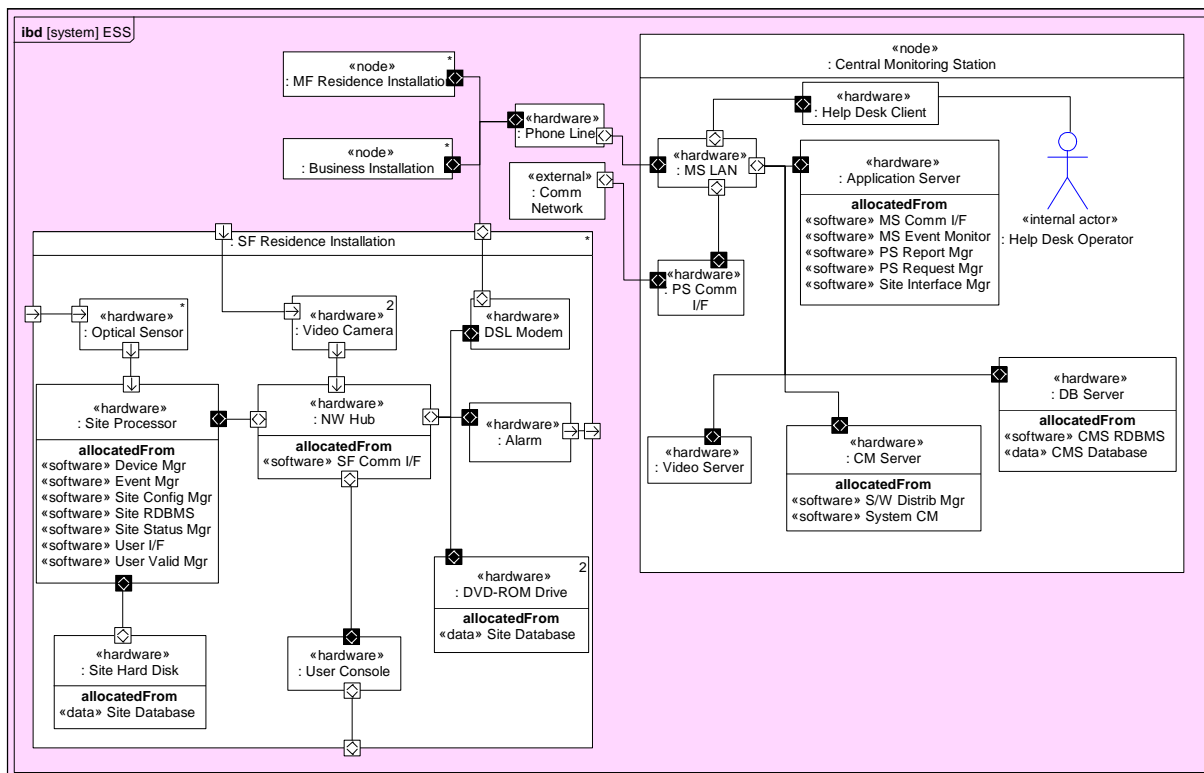 ibd [system] ESS
«node»
: MF Residence Installation
*
«node»
: Business Installation
*
«hardware»
: Phone Line
«external»
: Comm
Network
«node»
: Central Monitoring Station
«hardware»
: Help Desk Client
«hardware»
: MS LAN
«hardware»
: Application Server
allocatedFrom
«software» MS Comm I/F
«software» MS Event Monitor
«software» PS Report Mgr
«software» PS Request Mgr
«software» Site Interface Mgr
«internal actor»
: Help Desk Operator
«hardware»
: PS Comm
I/F
«hardware»
: DB Server
allocatedFrom
«software» CMS RDBMS
«data» CMS Database
«hardware»
: Video Server
«hardware»
: CM Server
allocatedFrom
«software» S/W Distrib Mgr
«software» System CM
: SF Residence Installation
*
«hardware»
: Optical Sensor
*
«hardware»
: Video Camera
2
«hardware»
DSL Modem
«hardware»
: Site Processor
allocatedFrom
«software» Device Mgr
«software» Event Mgr
«software» Site Config Mgr
«software» Site RDBMS
«software» Site Status Mgr
«software» User I/F
«software» User Valid Mgr
«hardware»
: NW Hub
allocatedFrom
«software» SF Comm I/F
«hardware»
: Alarm
«hardware»
: DVD-ROM Drive
2
allocatedFrom
«data» Site Database
«hardware»
: Site Hard Disk
allocatedFrom
«data» Site Database
«hardware»
: User Console